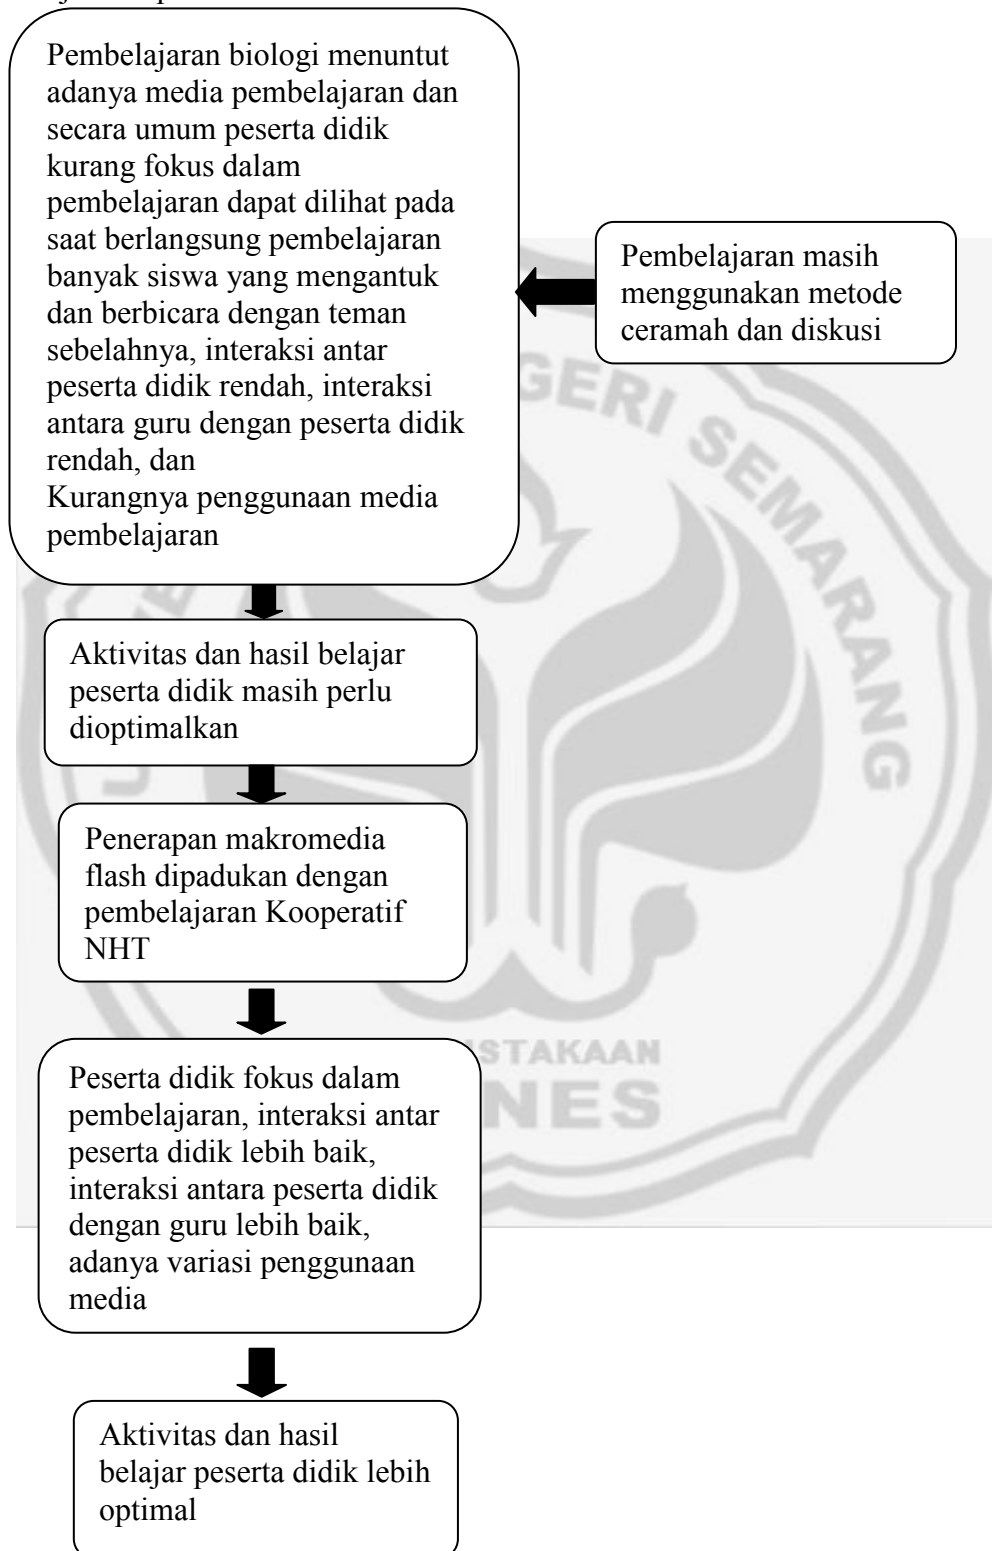 Pembelajaran biologi menuntut
adanya media pembelajaran dan
secara umum peserta didik
kurang fokus dalam
pembelajaran dapat dilihat pada
saat berlangsung pembelajaran
banyak siswa yang mengantuk
dan berbicara dengan teman
sebelahnya, interaksi antar
peserta didik rendah, interaksi
antara guru dengan peserta didik
rendah, dan
Kurangnya penggunaan media
pembelajaran
Pembelajaran masih
menggunakan metode
ceramah dan diskusi
GERI SEMARANG
Aktivitas dan hasil belajar
peserta didik masih perlu
dioptimalkan
Penerapan makromedia
flash dipadukan dengan
pembelajaran Kooperatif
NHT
STAKAAN
NES
Peserta didik fokus dalam
pembelajaran, interaksi antar
peserta didik lebih baik,
interaksi antara peserta didik
dengan guru lebih baik,
adanya variasi penggunaan
media
Aktivitas dan hasil
belajar peserta didik lebih
optimal